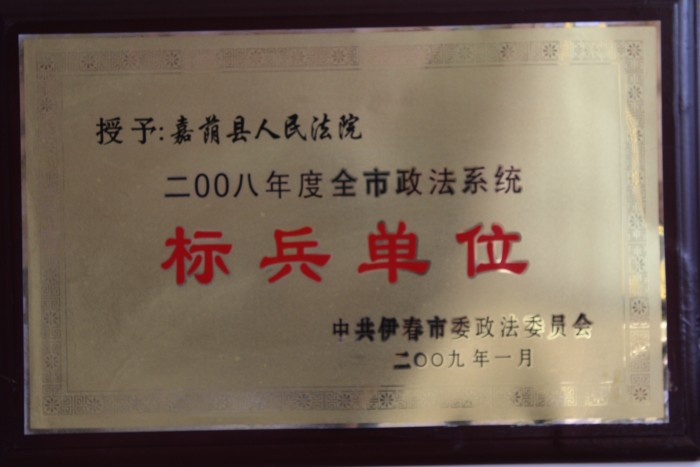 授予:嘉荫县人民法院
二00八年度全市政法系统
标兵单位
中共伊春市委政法委员会
二00九年一月